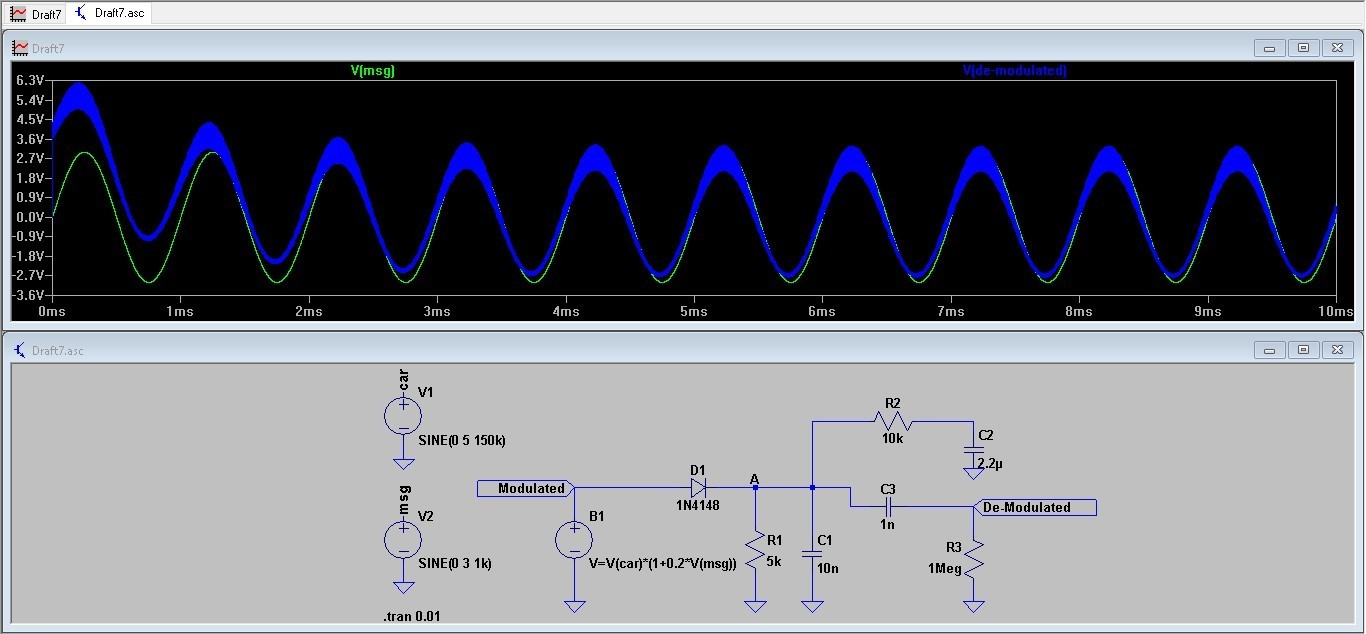 Draft7 Draft7.asc
Draft7
V(msg) V(de-modulated)
6.3V
5.4V
4.5V
3.6V
2.7V
1.8V
0.9V
0.0V
-0.9V
-1.8V
-2.7V
-3.6V
0ms 1ms 2ms 3ms 4ms 5ms 6ms 7ms 8ms 9ms 10ms
Draft7.asc
car
V1
SINE(0 5 150k)
msg
V2
SINE(0 3 1k)
.tran 0.01
Modulated
B1
V=V(car)*(1+0.2*V(msg))
D1
1N4148
A
R1
5k
C1
10n
R2
10k
C2
2.2µ
C3
1n
De-Modulated
R3
1Meg